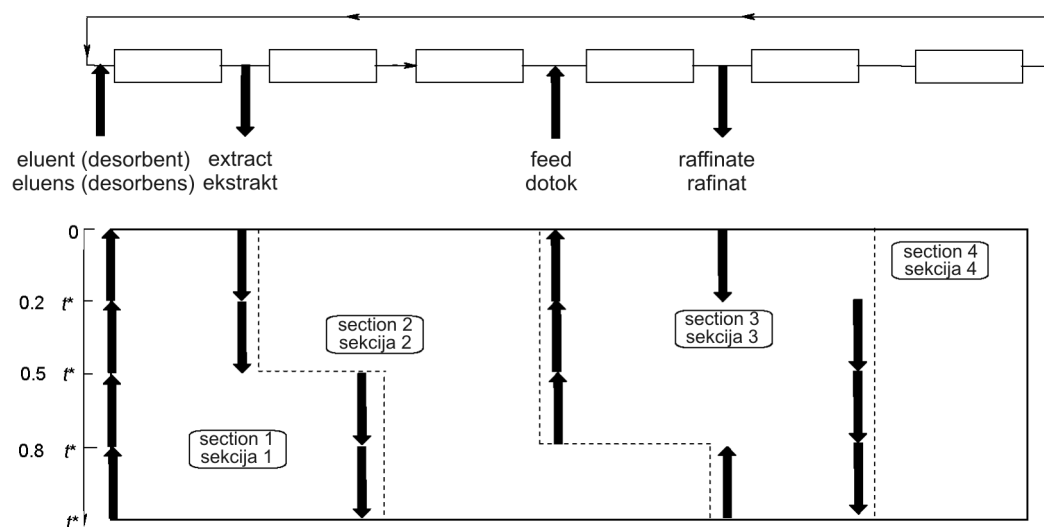 eluent (desorbent)
eluens (desorbens)
extract
ekstrakt
feed
dotok
raffinate
rafinat
0
section 4
sekcija 4
0.2 t*
section 2
sekcija 2
section 3
sekcija 3
0.5 t*
section 1
sekcija 1
0.8 t*
t*